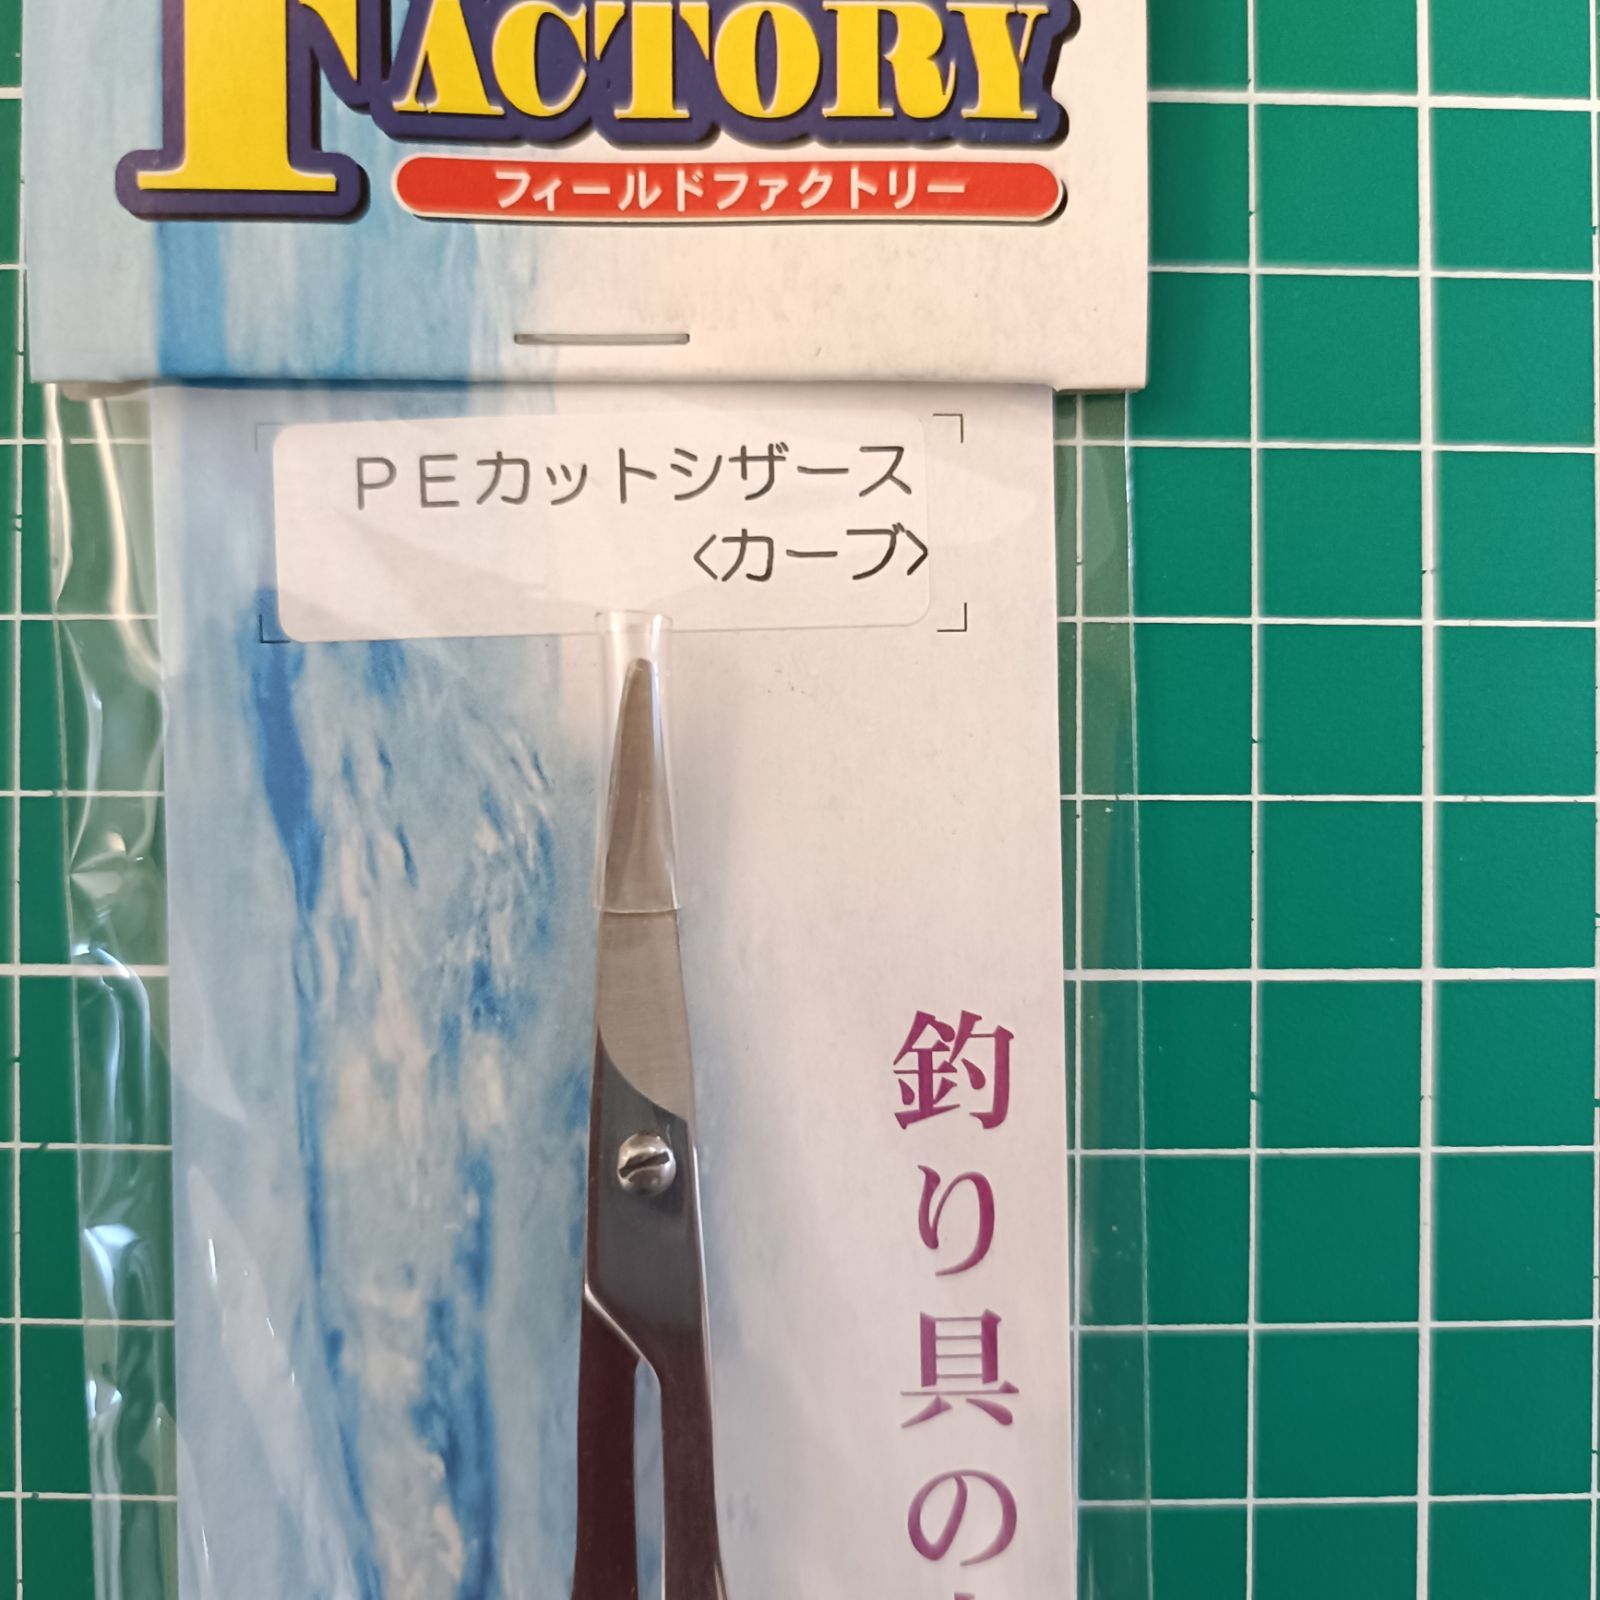 FACTORY
フィールドファクトリー
PEカットシザース
<カーブ>
釣り具の